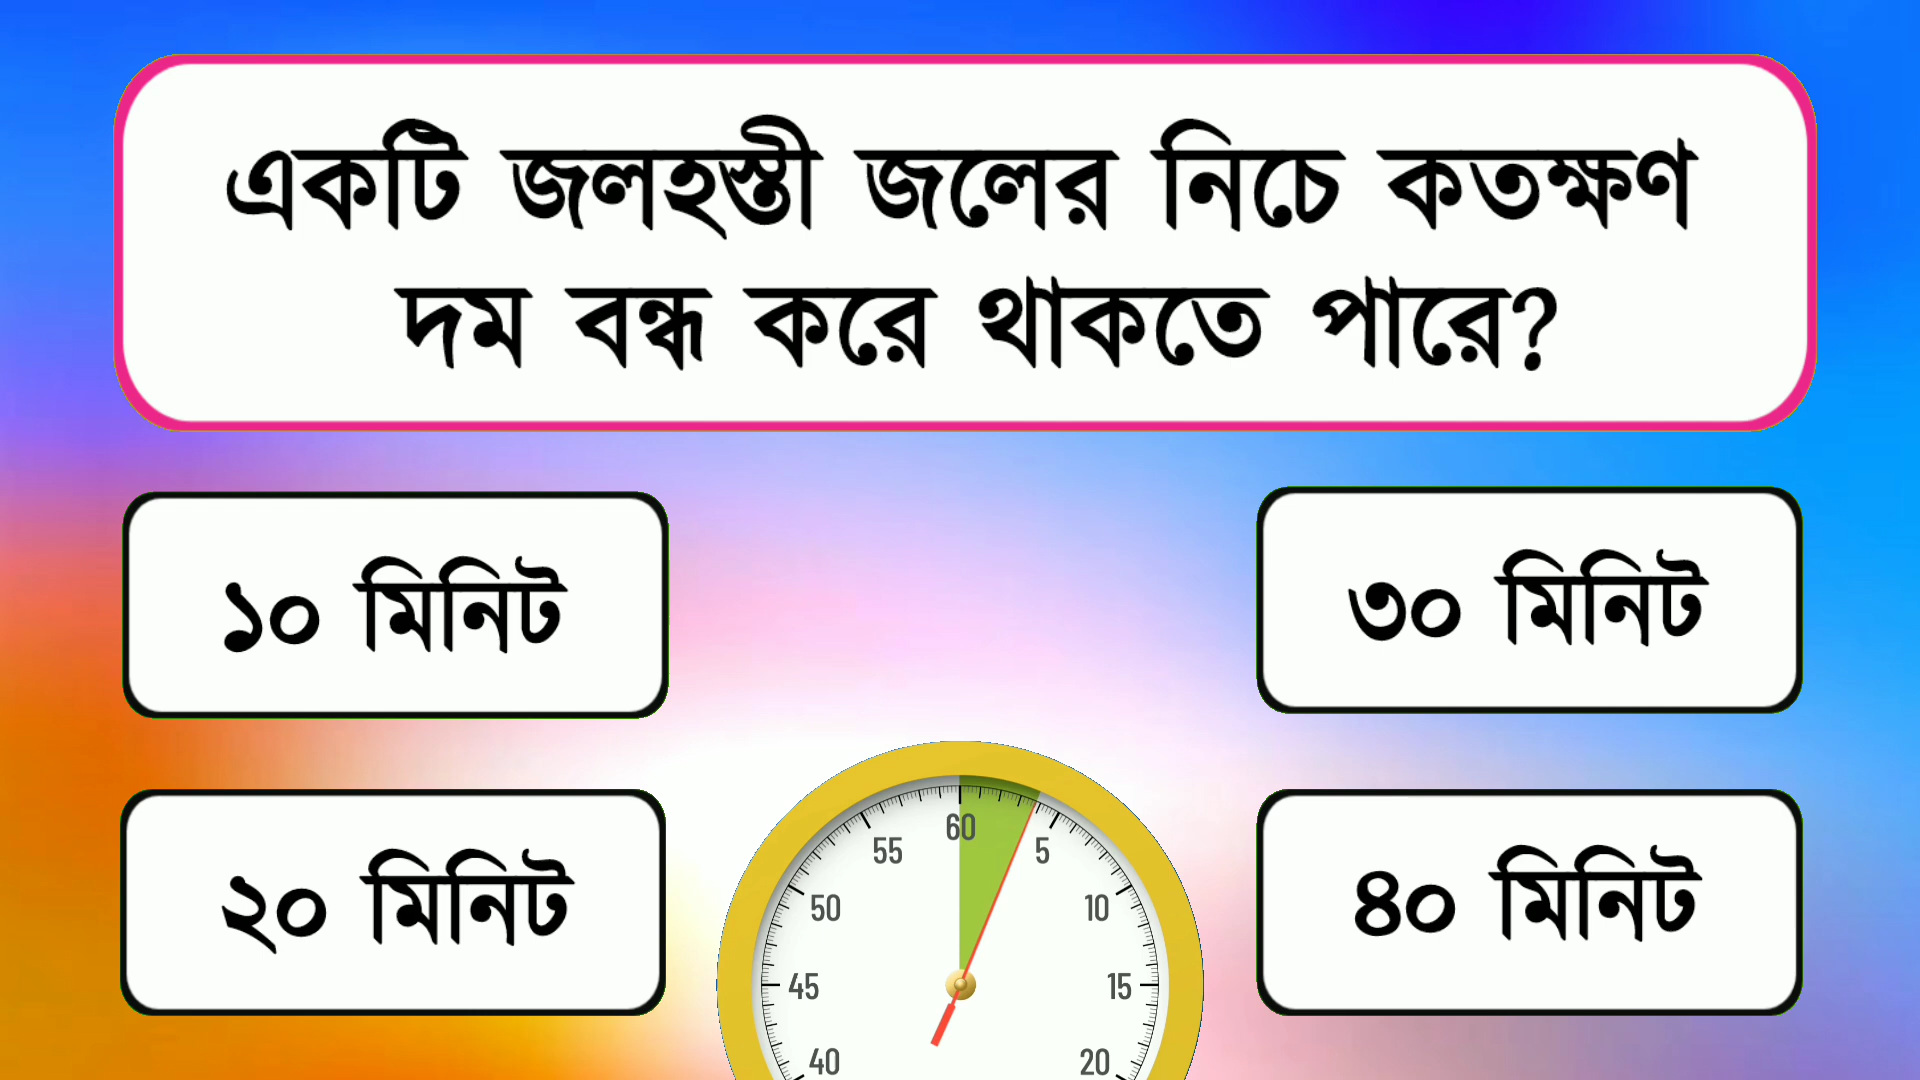 একটি জলহস্তী জলের নিচে কতক্ষণ
দম বন্ধ করে থাকতে পারে?
১০ মিনিট
৩০ মিনিট
২০ মিনিট
৪০ মিনিট
60
55
5
50
10
45
15
40
20